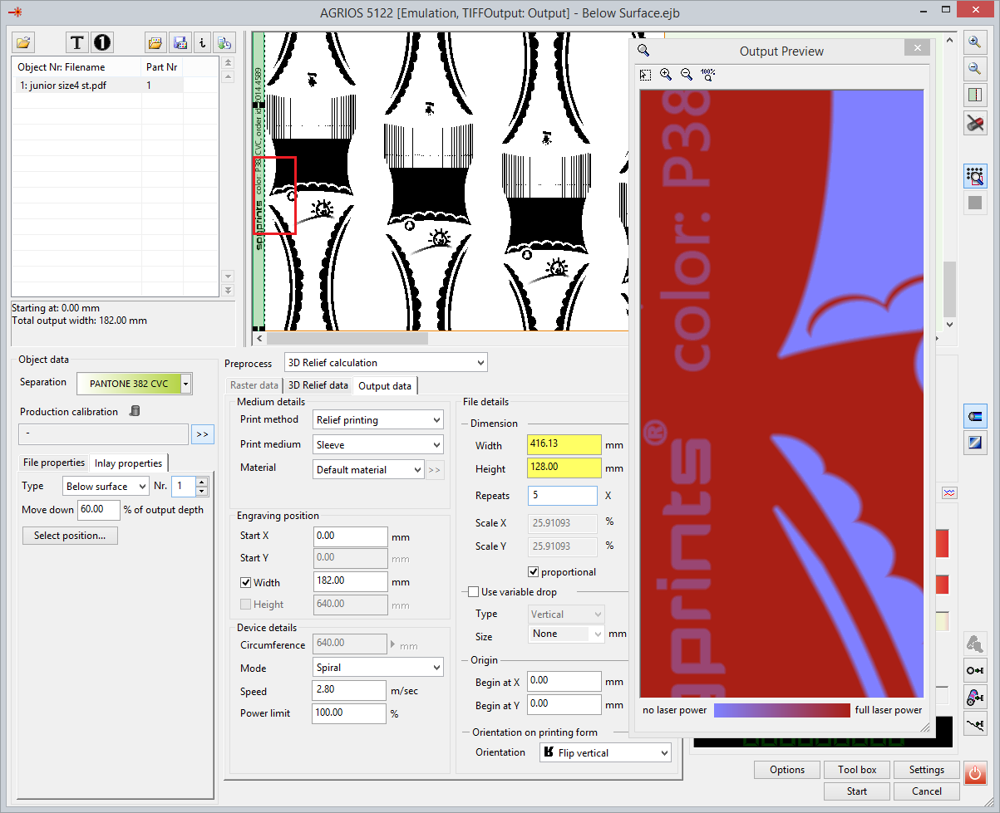 AGRIOS 5122 [Emulation, TIFFOutput: Output] - Below Surface.ejb
T
1
i
Object Nr: Filename Part Nr
1: junior size4 st.pdf 1
Starting at: 0.00 mm
Total output width: 182.00 mm
spgprints® color: P382 CVC, order id 2014.4589
Output Preview
100%
spgprints® color: P38
no laser power full laser power
Object data
Separation PANTONE 382 CVC
Production calibration
- >>
File properties Inlay properties
Type Below surface Nr. 1
Move down 60.00 % of output depth
Select position...
Preprocess 3D Relief calculation
Raster data 3D Relief data Output data
Medium details
Print method Relief printing
Print medium Sleeve
Material Default material >>
Engraving position
Start X 0.00 mm
Start Y 0.00 mm
Width 182.00 mm
Height 640.00 mm
Device details
Circumference 640.00 mm
Mode Spiral
Speed 2.80 m/sec
Power limit 100.00 %
File details
Dimension
Width 416.13 mm
Height 128.00 mm
Repeats 5 X
Scale X 25.91093 %
Scale Y 25.91093 %
proportional
Use variable drop
Type Vertical
Size None mm
Origin
Begin at X 0.00 mm
Begin at Y 0.00 mm
Orientation on printing form
Orientation R Flip vertical
Options Tool box Settings
Start Cancel